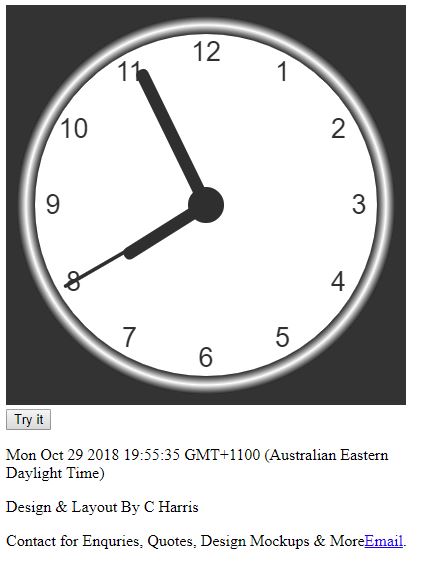 12
11
1
10
2
9
3
8
4
7
5
6
Try it
Mon Oct 29 2018 19:55:35 GMT+1100 (Australian Eastern
Daylight Time)
Design & Layout By C Harris
Contact for Enquries, Quotes, Design Mockups & MoreEmail.